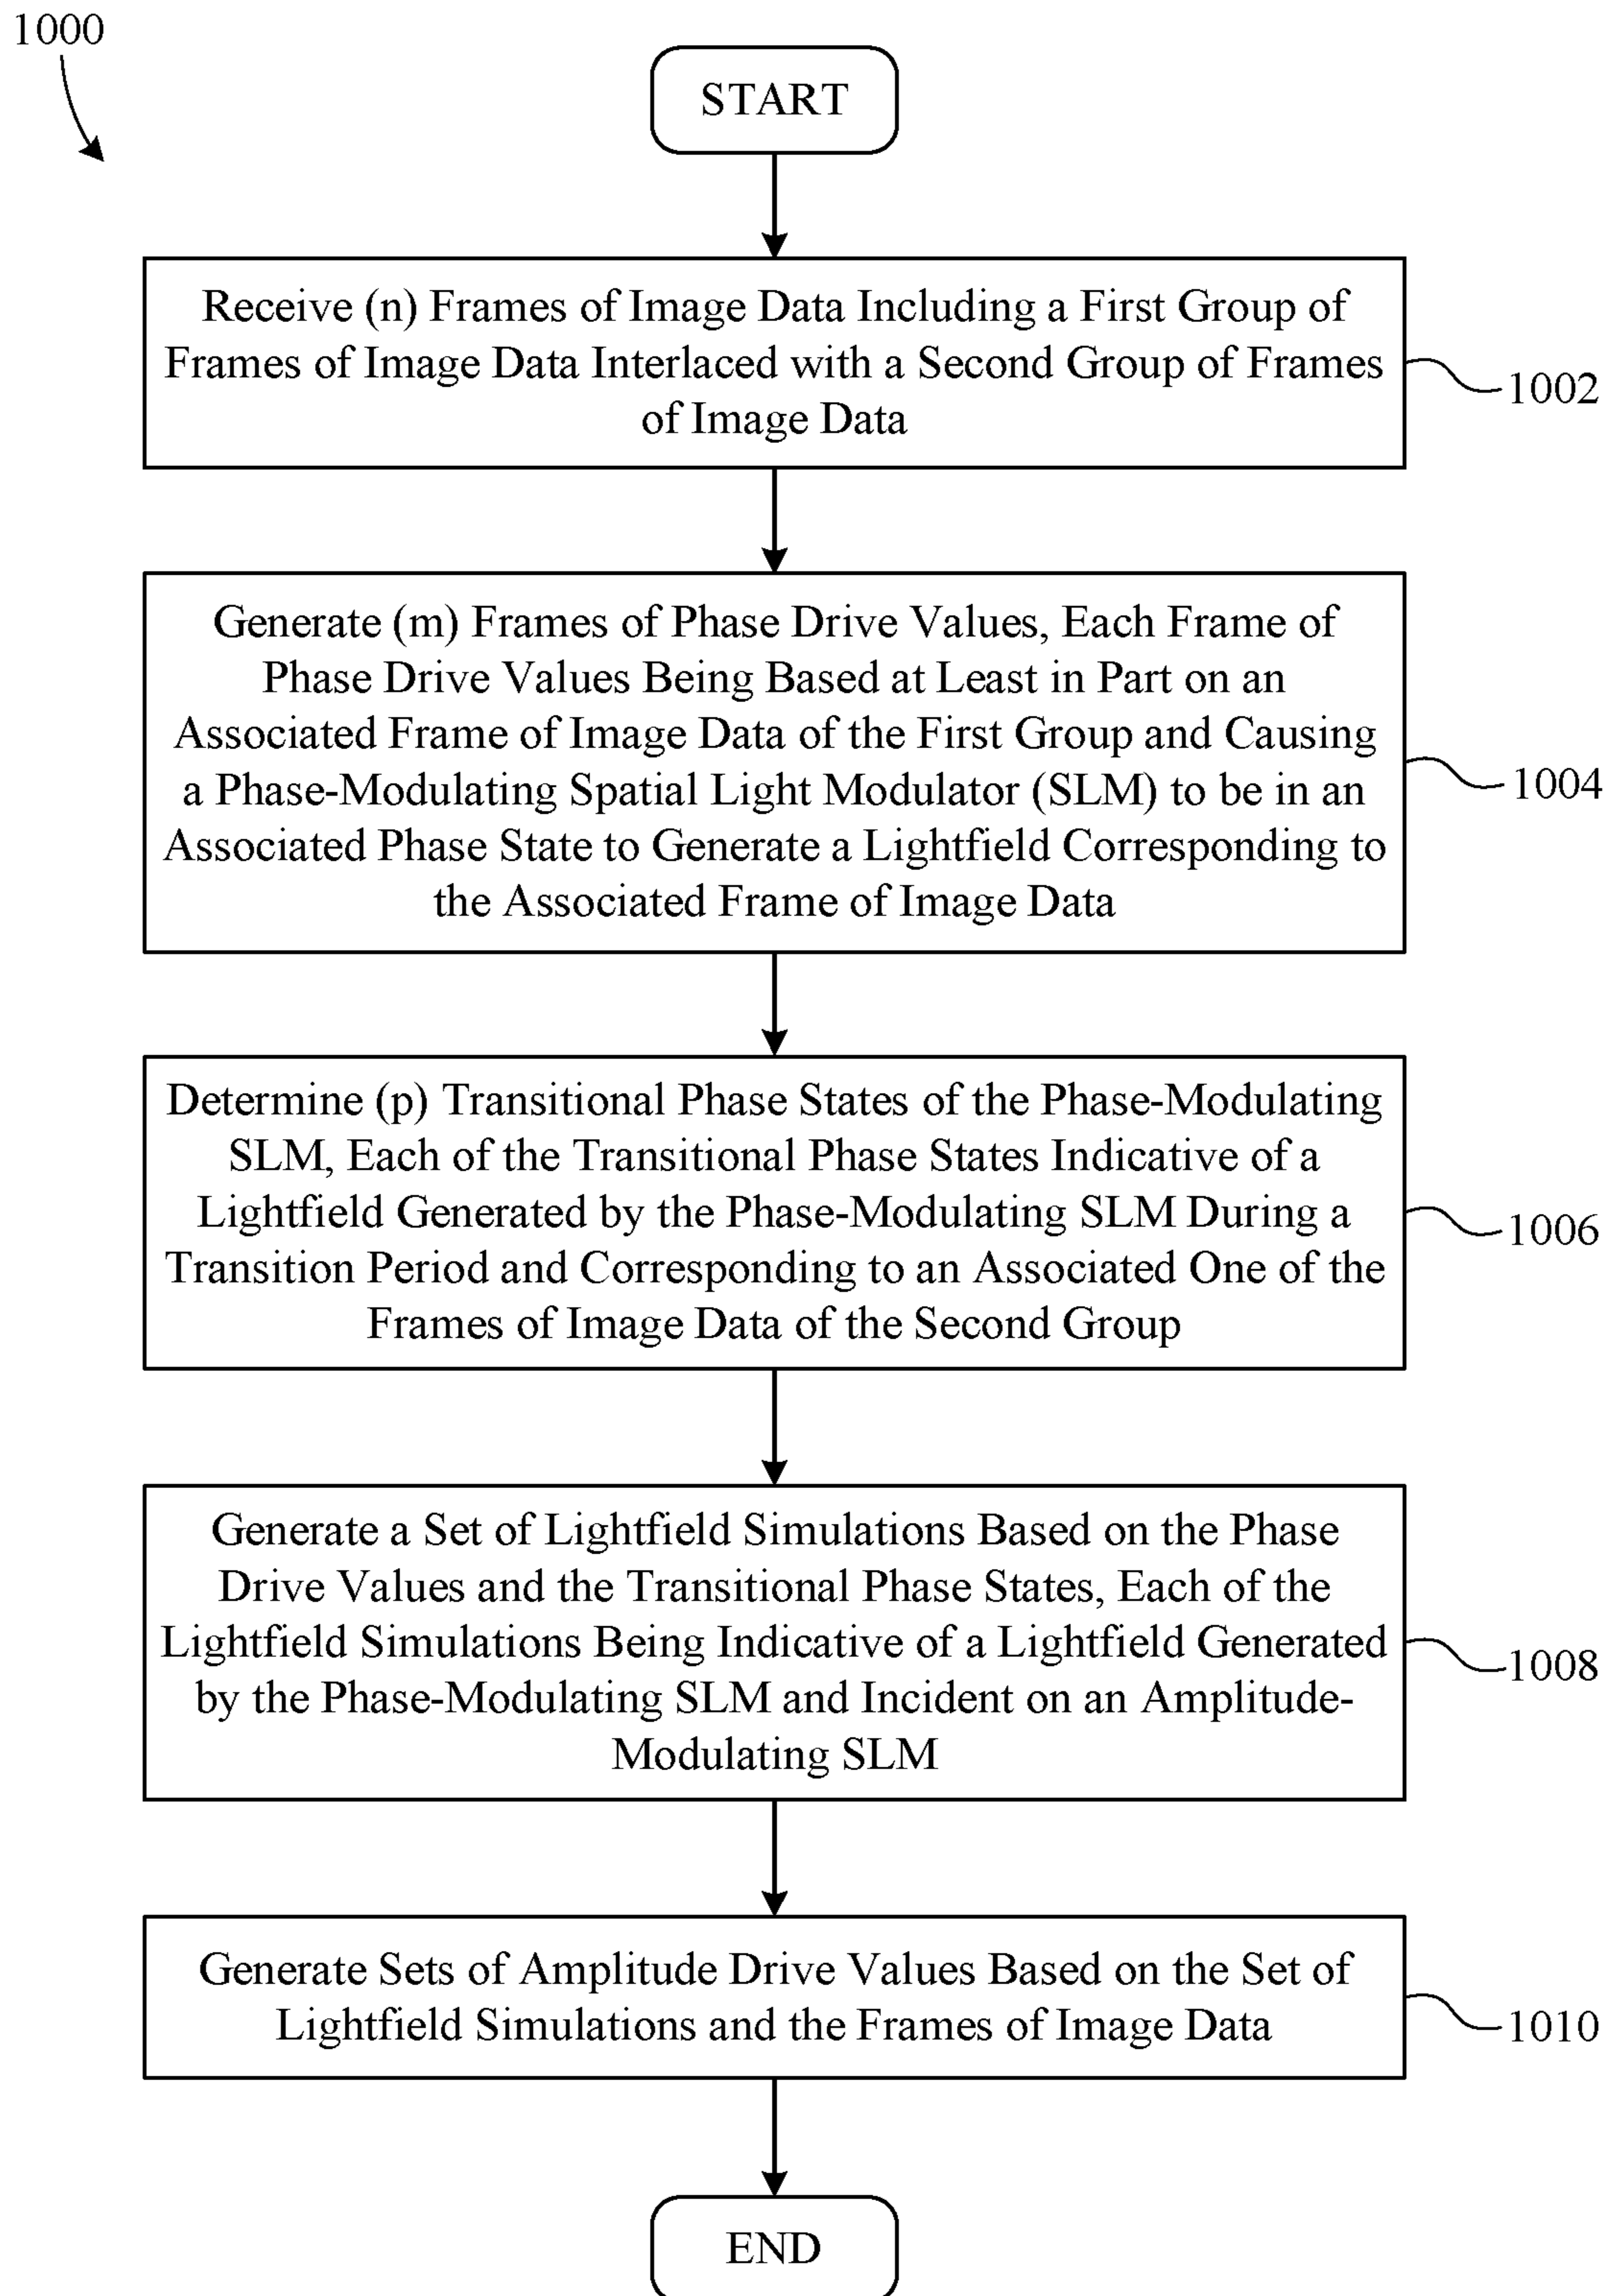 1000
START
Receive (n) Frames of Image Data Including a First Group of
Frames of Image Data Interlaced with a Second Group of Frames
of Image Data
1002
Generate (m) Frames of Phase Drive Values, Each Frame of
Phase Drive Values Being Based at Least in Part on an
Associated Frame of Image Data of the First Group and Causing
a Phase-Modulating Spatial Light Modulator (SLM) to be in an
Associated Phase State to Generate a Lightfield Corresponding to
the Associated Frame of Image Data
1004
Determine (p) Transitional Phase States of the Phase-Modulating
SLM, Each of the Transitional Phase States Indicative of a
Lightfield Generated by the Phase-Modulating SLM During a
Transition Period and Corresponding to an Associated One of the
Frames of Image Data of the Second Group
1006
Generate a Set of Lightfield Simulations Based on the Phase
Drive Values and the Transitional Phase States, Each of the
Lightfield Simulations Being Indicative of a Lightfield Generated
by the Phase-Modulating SLM and Incident on an Amplitude-
Modulating SLM
1008
Generate Sets of Amplitude Drive Values Based on the Set of
Lightfield Simulations and the Frames of Image Data
1010
END